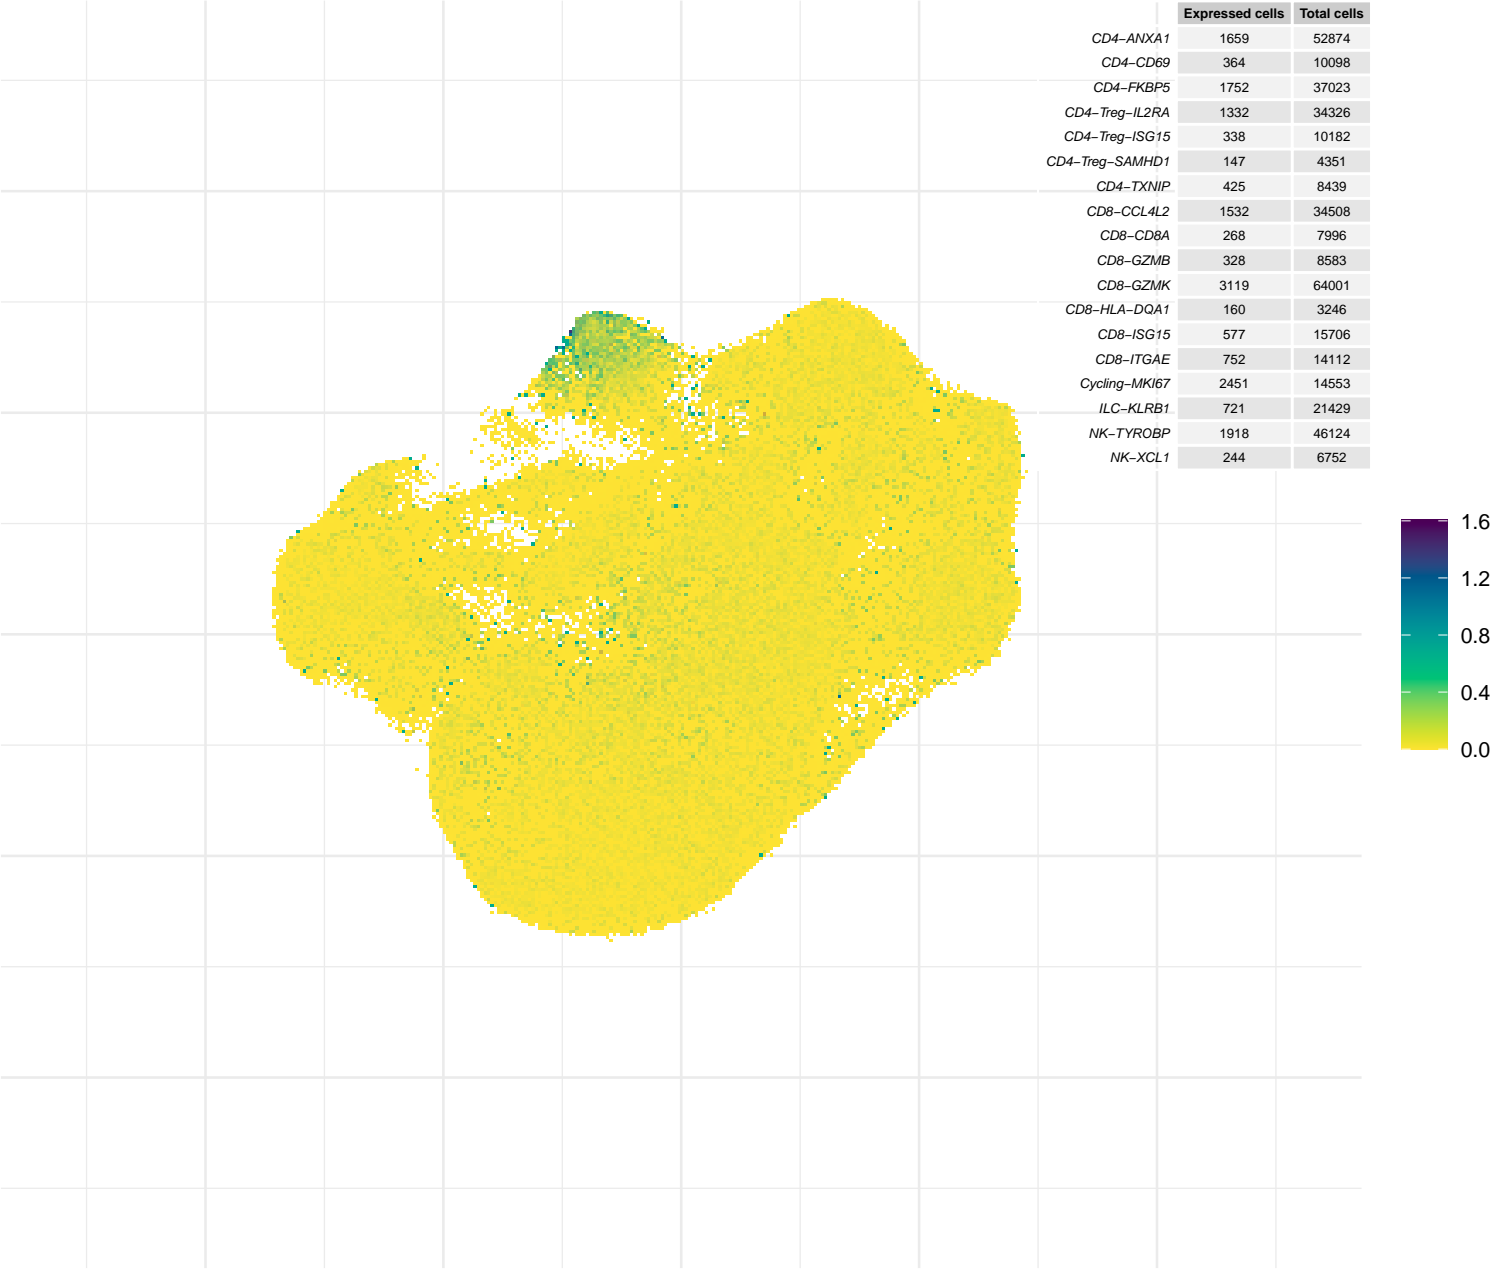 Expressed cells Total cells
CD4−ANXA1 1659 52874
CD4−CD69 364 10098
CD4−FKBP5 1752 37023
CD4−Treg−IL2RA 1332 34326
CD4−Treg−ISG15 338 10182
CD4−Treg−SAMHD1 147 4351
CD4−TXNIP 425 8439
CD8−CCL4L2 1532 34508
CD8−CD8A 268 7996
CD8−GZMB 328 8583
CD8−GZMK 3119 64001
CD8−HLA−DQA1 160 3246
CD8−ISG15 577 15706
CD8−ITGAE 752 14112
Cycling−MKI67 2451 14553
ILC−KLRB1 721 21429
NK−TYROBP 1918 46124
NK−XCL1 244 6752
1.6
1.2
0.8
0.4
0.0